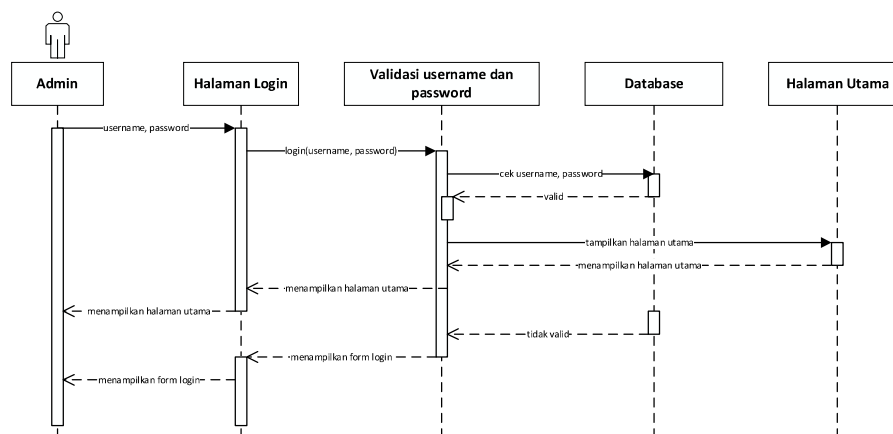 Admin
Halaman Login
Validasi username dan
password
Database
Halaman Utama
username, password
login(username, password)
cek username, password
valid
tampilkan halaman utama
menampilkan halaman utama
menampilkan halaman utama
menampilkan halaman utama
tidak valid
menampilkan form login
menampilkan form login